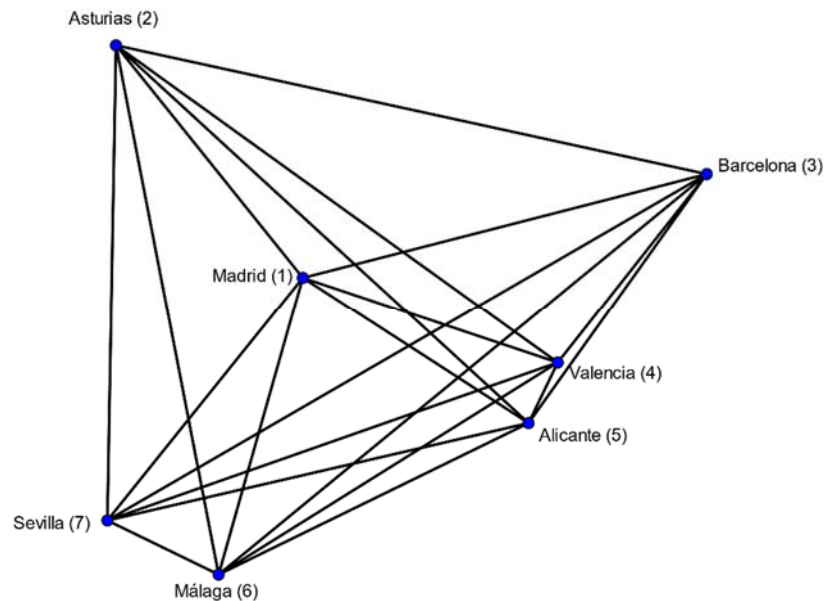 Asturias (2)
Barcelona (3)
Madrid (1)
Valencia (4)
Alicante (5)
Sevilla (7)
Málaga (6)